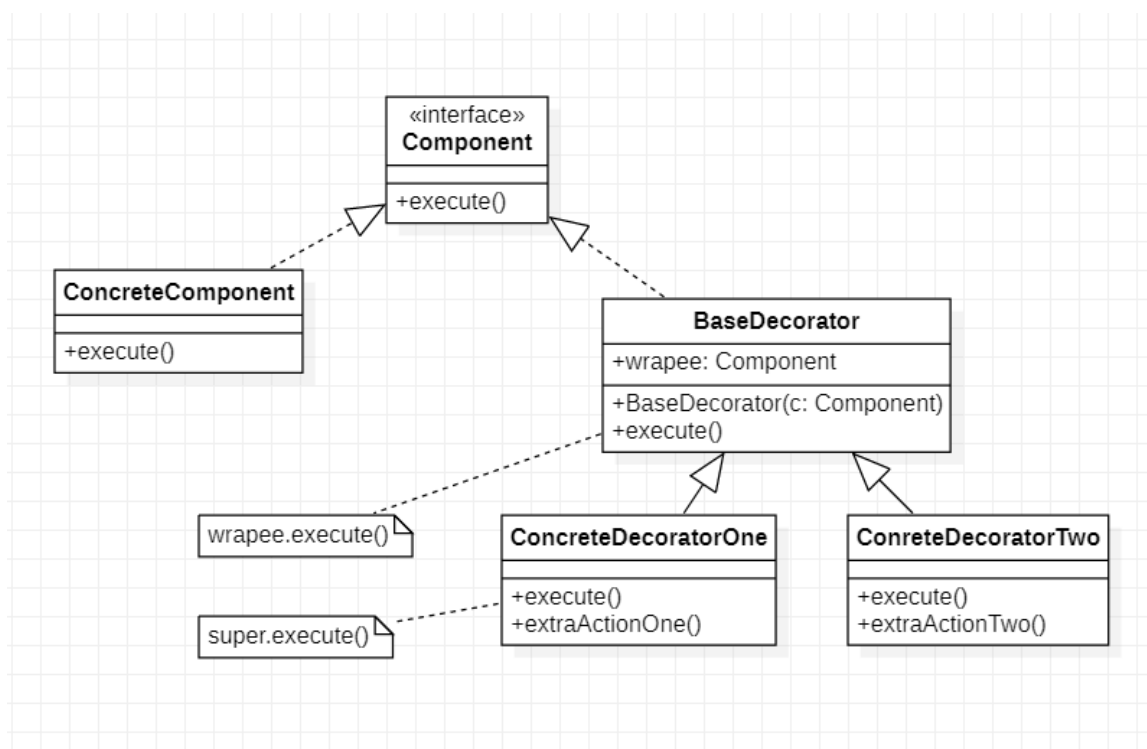 «interface»
Component
+execute()
ConcreteComponent
+execute()
BaseDecorator
+wrapee: Component
+BaseDecorator(c: Component)
+execute()
wrapee.execute()
ConcreteDecoratorOne
+execute()
+extraActionOne()
ConreteDecoratorTwo
+execute()
+extraActionTwo()
super.execute()